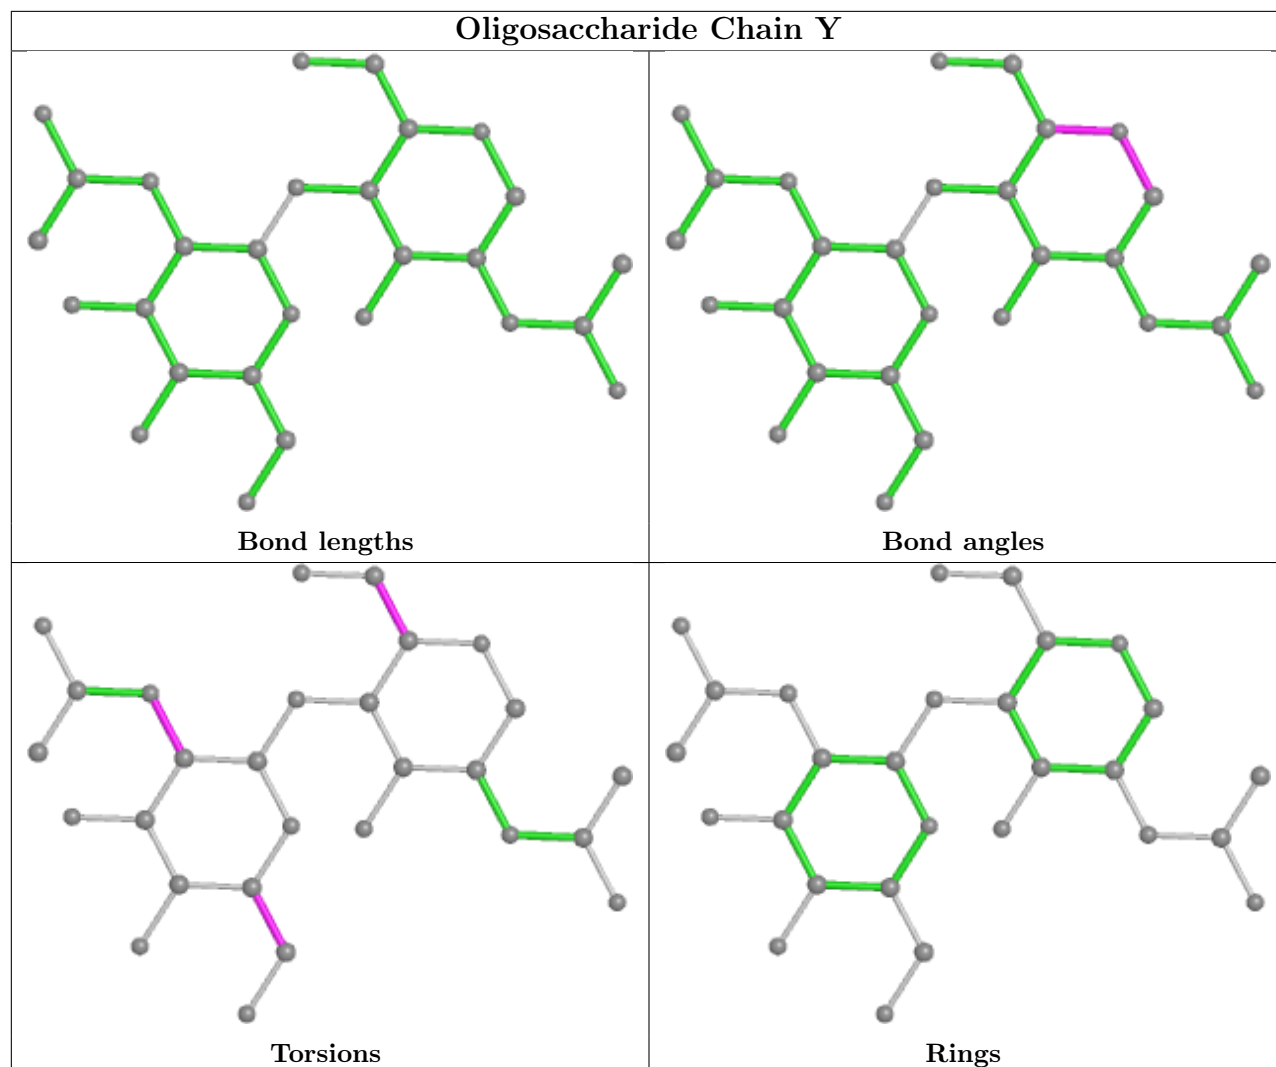 Oligosaccharide Chain Y
Bond lengths
Bond angles
Torsions
Rings